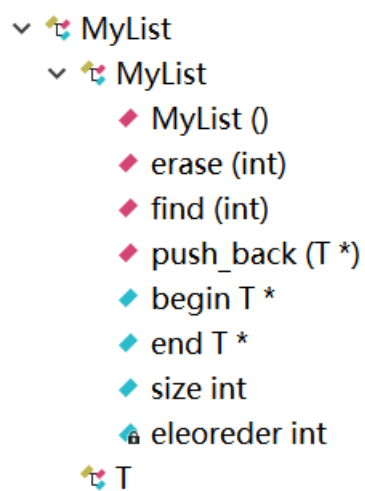 MyList
MyList
MyList ()
erase (int)
find (int)
push_back (T *)
begin T *
end T *
size int
eleoreder int
T